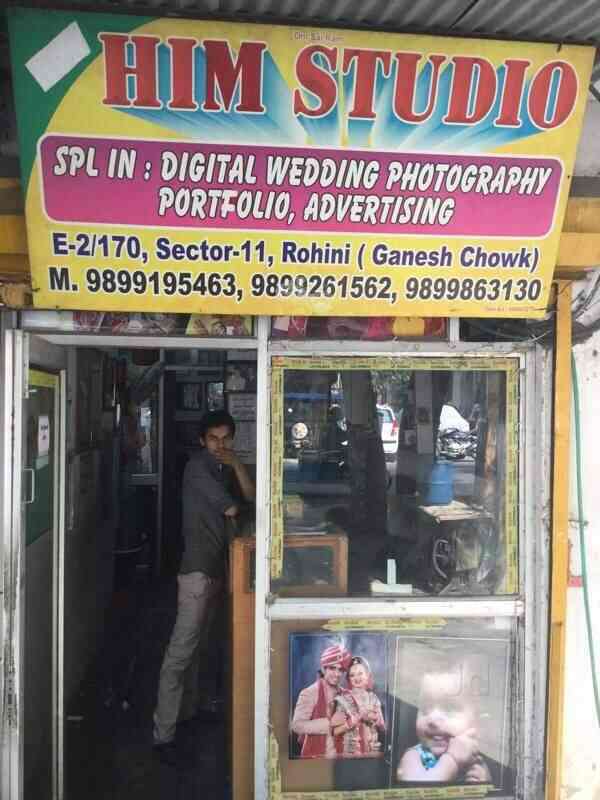 Om Sai Ram
HIM STUDIO
SPL IN : DIGITAL WEDDING PHOTOGRAPHY
PORTFOLIO, ADVERTISING
E-2/170, Sector-11, Rohini ( Ganesh Chowk)
M. 9899195463, 9899261562, 9899863130